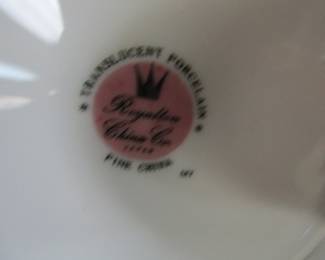 * TRANSLUCENT PORCELAIN *
Royalton
China Co.
JAPAN
FINE CHINA